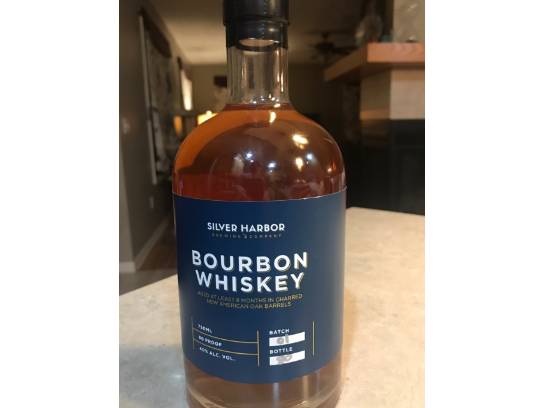 SILVER HARBOR
BREWING COMPANY
BOURBON
WHISKEY
AGED AT LEAST 8 MONTHS IN CHARRED
NEW AMERICAN OAK BARRELS
750ML
80 PROOF
40% ALC. VOL.
BATCH
01
BOTTLE